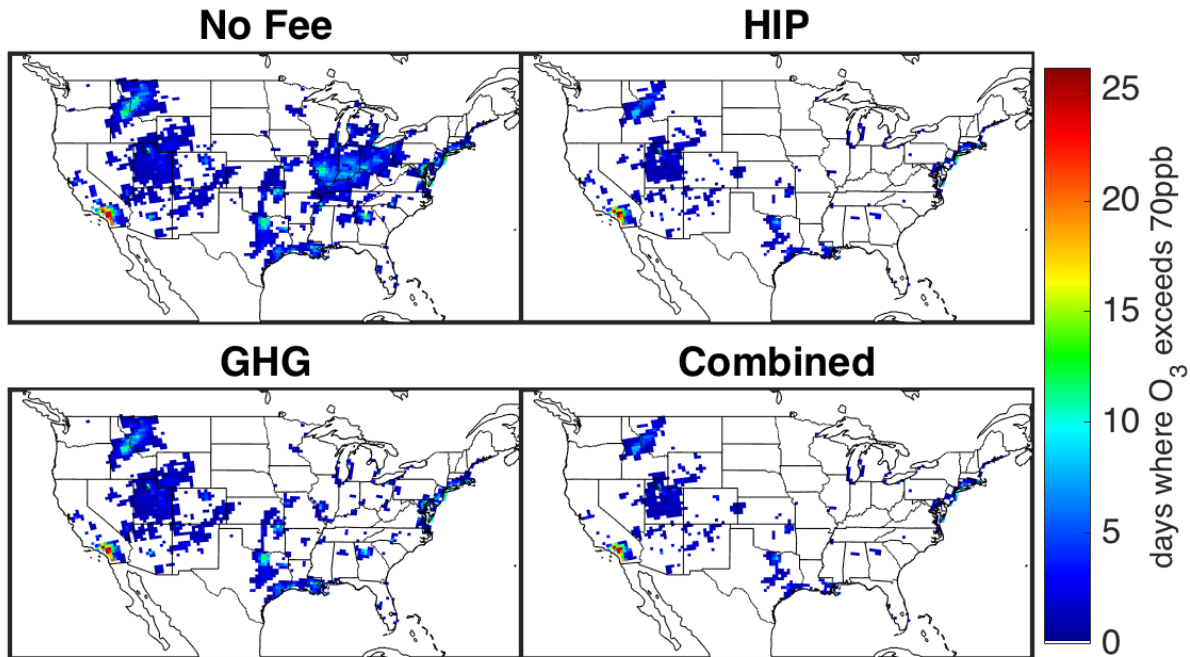 No Fee
HIP
GHG
Combined
25
20
15
10
5
0
days where O₃ exceeds 70ppb